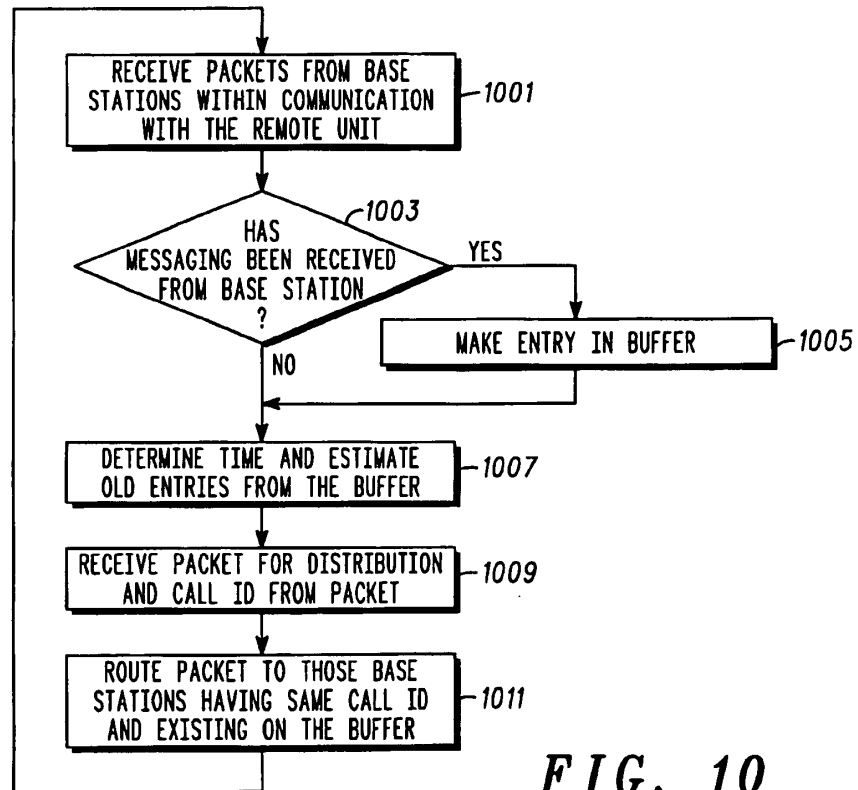 RECEIVE PACKETS FROM BASE
STATIONS WITHIN COMMUNICATION
WITH THE REMOTE UNIT
1001
1003
HAS
MESSAGING BEEN RECEIVED
FROM BASE STATION
?
YES
NO
MAKE ENTRY IN BUFFER
1005
DETERMINE TIME AND ESTIMATE
OLD ENTRIES FROM THE BUFFER
1007
RECEIVE PACKET FOR DISTRIBUTION
AND CALL ID FROM PACKET
1009
ROUTE PACKET TO THOSE BASE
STATIONS HAVING SAME CALL ID
AND EXISTING ON THE BUFFER
1011
FIG. 10